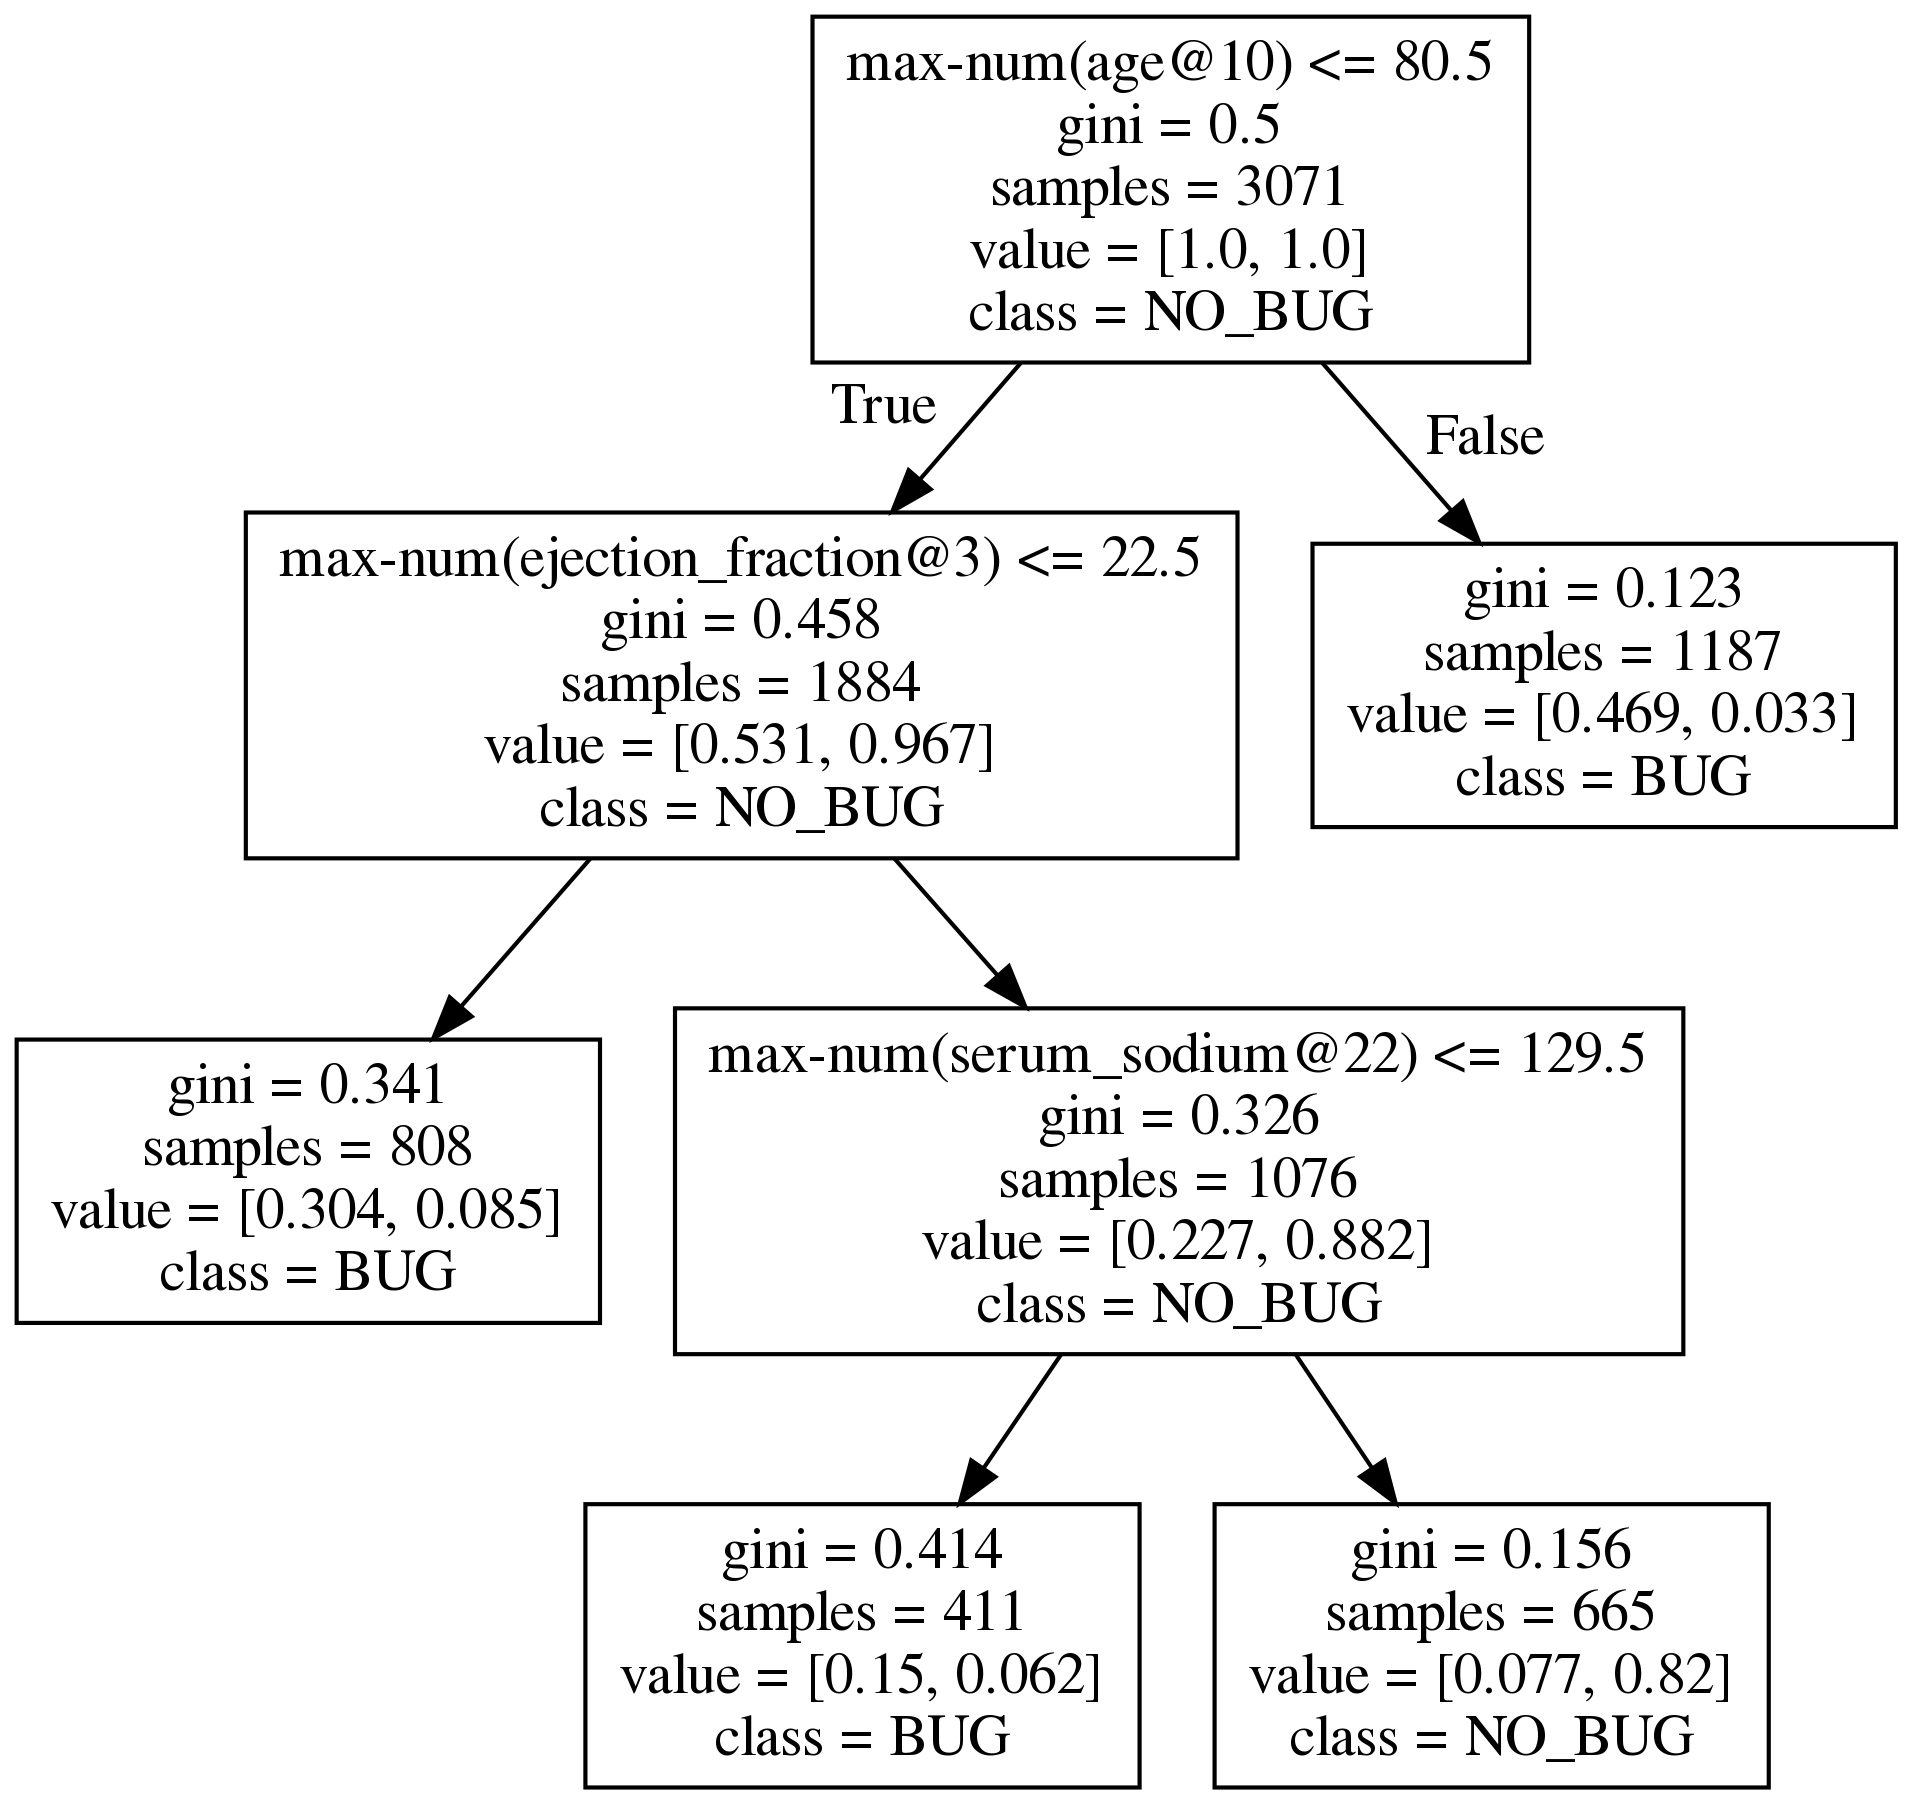 max-num(age@10) <= 80.5
gini = 0.5
samples = 3071
value = [1.0, 1.0]
class = NO_BUG
True
False
max-num(ejection_fraction@3) <= 22.5
gini = 0.458
samples = 1884
value = [0.531, 0.967]
class = NO_BUG
gini = 0.123
samples = 1187
value = [0.469, 0.033]
class = BUG
gini = 0.341
samples = 808
value = [0.304, 0.085]
class = BUG
max-num(serum_sodium@22) <= 129.5
gini = 0.326
samples = 1076
value = [0.227, 0.882]
class = NO_BUG
gini = 0.414
samples = 411
value = [0.15, 0.062]
class = BUG
gini = 0.156
samples = 665
value = [0.077, 0.82]
class = NO_BUG